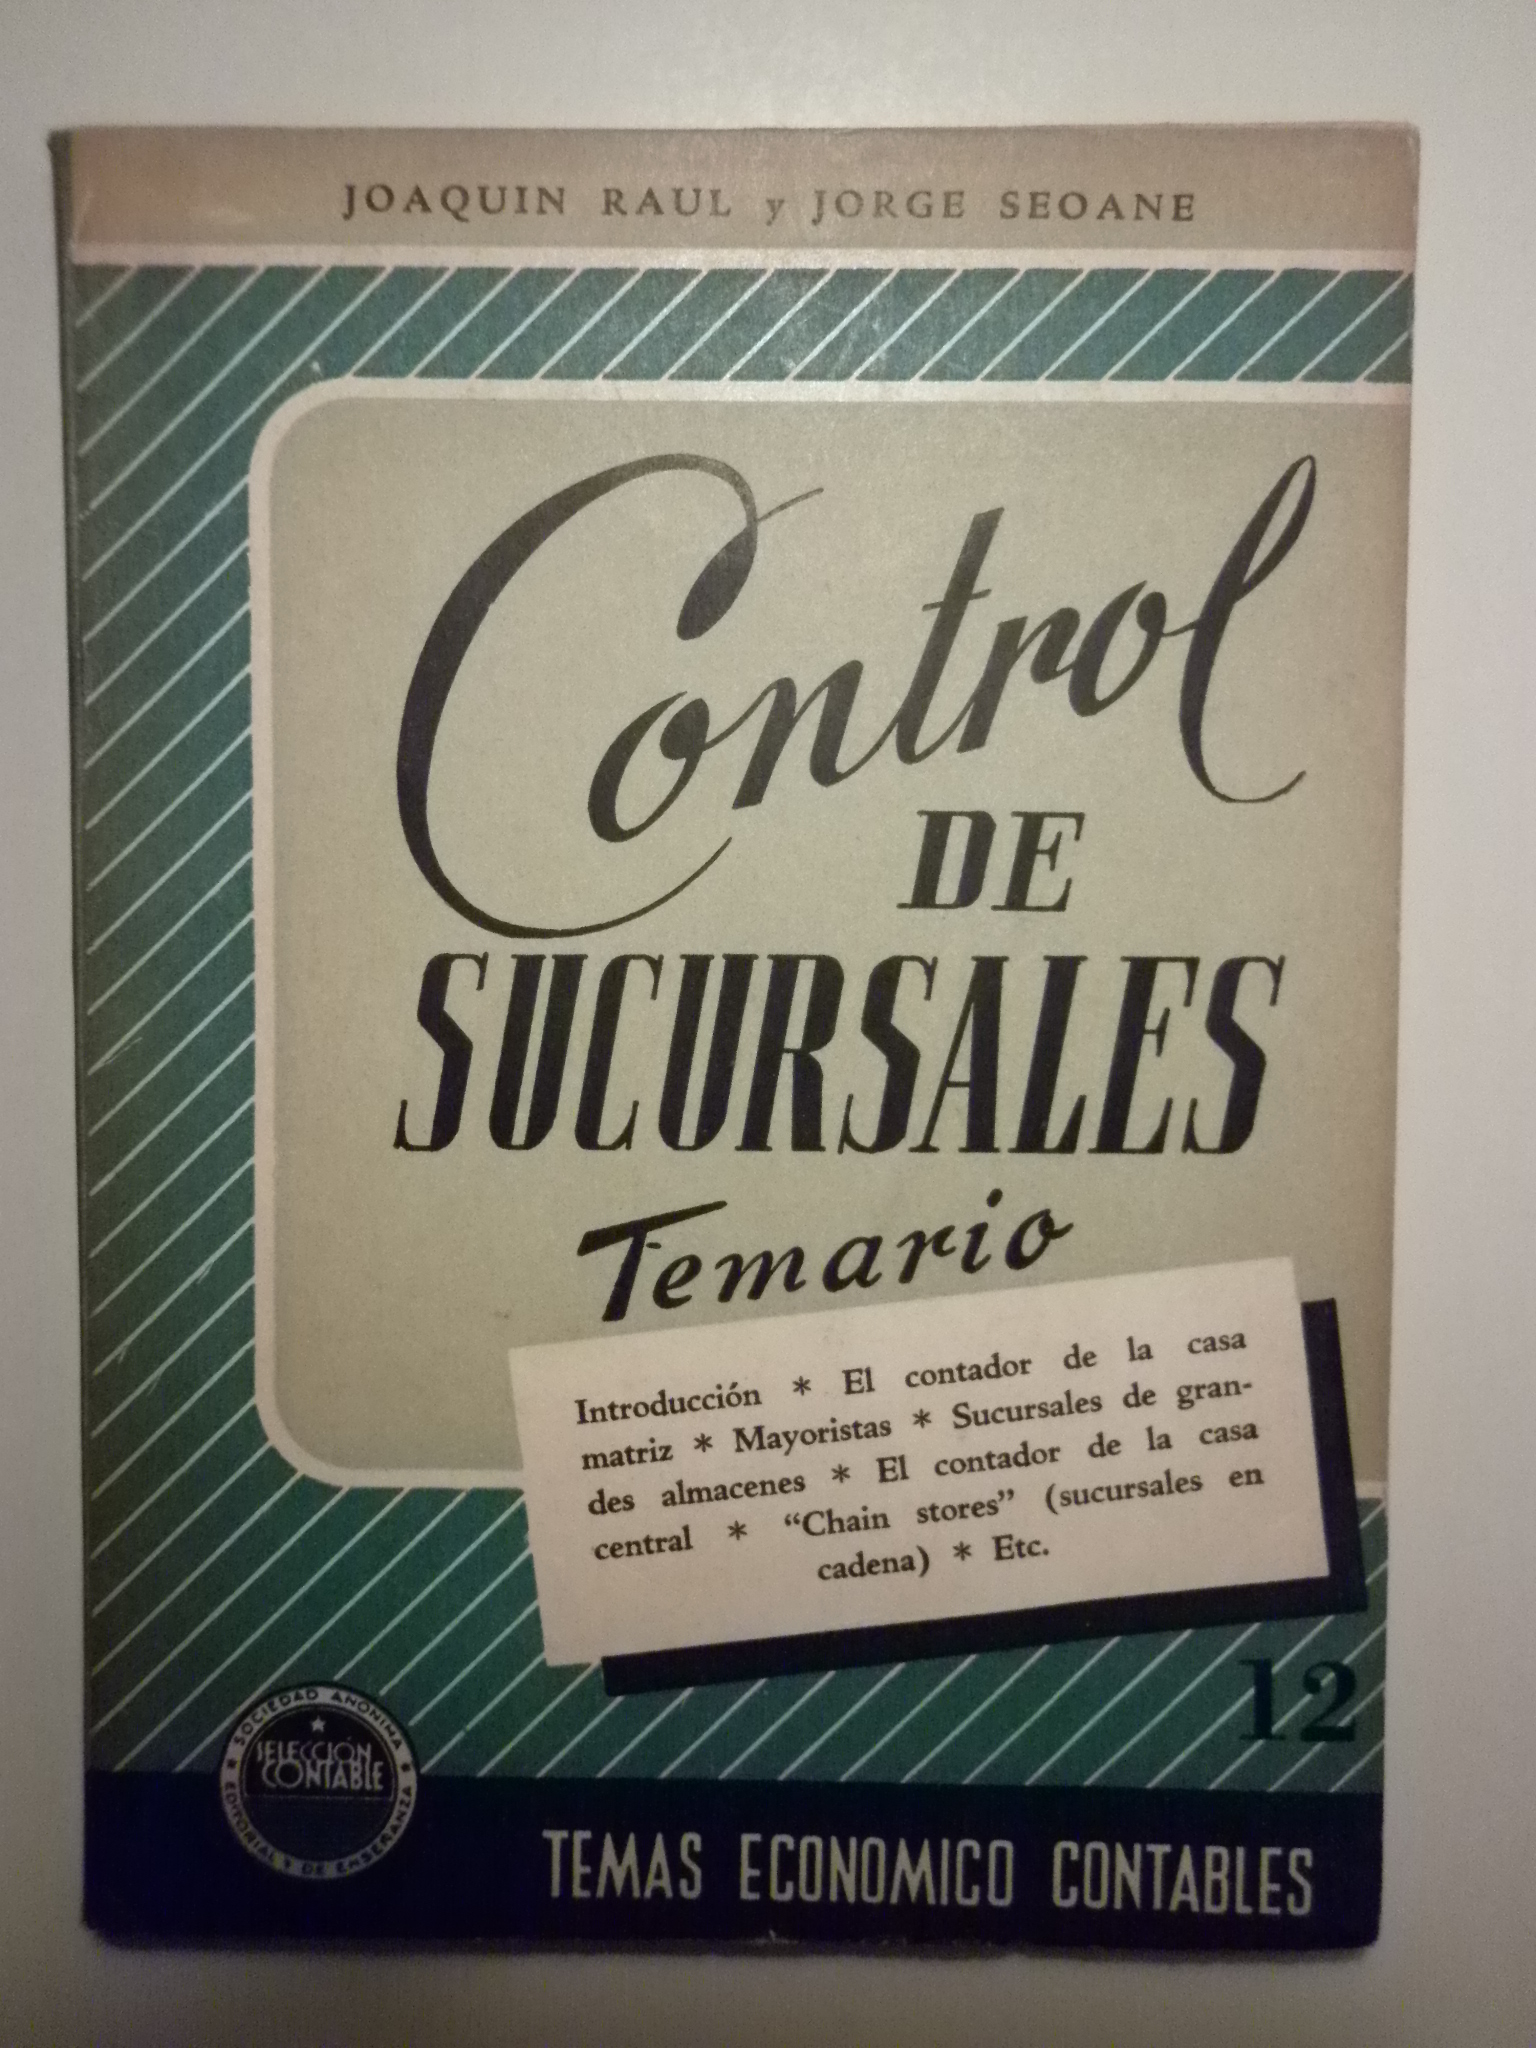 JOAQUIN RAUL y JORGE SEOANE
Control
DE
SUCURSALES
Temario
Introducción * El contador de la casa
matriz * Mayoristas * Sucursales de gran-
des almacenes * El contador de la casa
central * “Chain stores” (sucursales en
cadena) * Etc.
12
SOCIEDAD ANONIMA
SELECCIÓN
CONTABLE
EDITORIAL Y DE ENSEÑANZA
TEMAS ECONOMICO CONTABLES